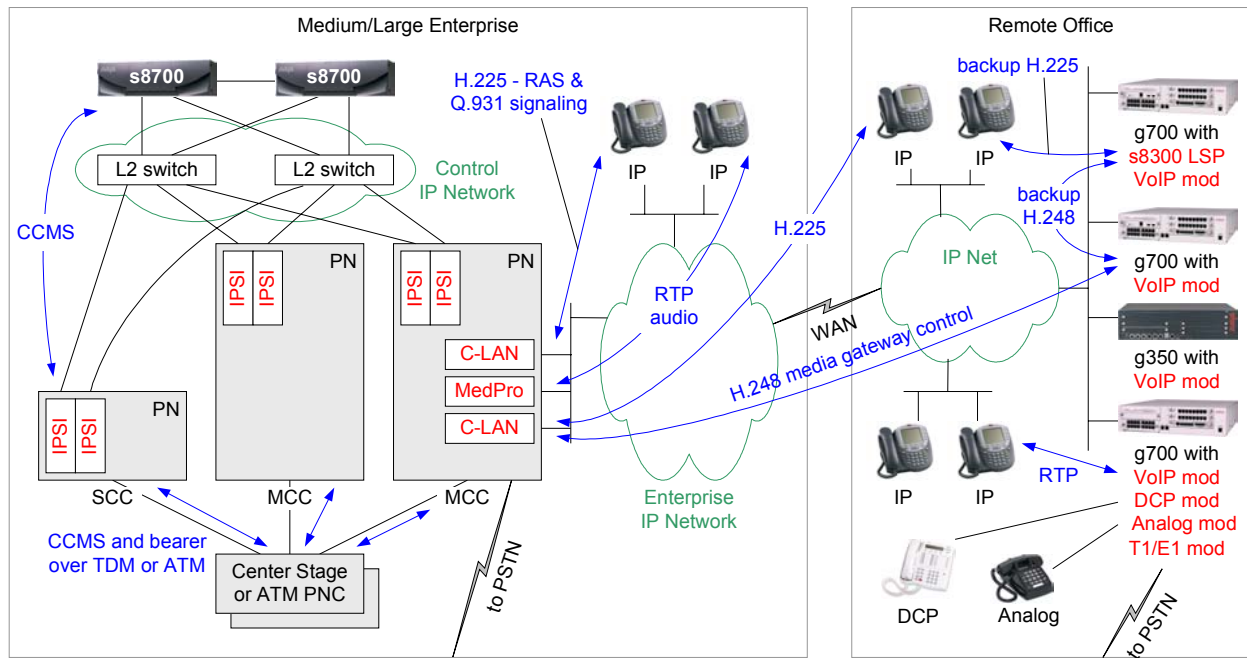 Medium/Large Enterprise
s8700
s8700
L2 switch
L2 switch
Control
IP Network
CCMS
PN
IPSI
IPSI
SCC
PN
IPSI
IPSI
MCC
PN
IPSI
IPSI
C-LAN
MedPro
C-LAN
MCC
CCMS and bearer
over TDM or ATM
Center Stage
or ATM PNC
to PSTN
H.225 - RAS &
Q.931 signaling
IP
IP
RTP
audio
Enterprise
IP Network
H.225
WAN
H.248 media gateway control
Remote Office
backup H.225
IP
IP
IP Net
backup
H.248
IP
IP
RTP
g700 with
s8300 LSP
VoIP mod
g700 with
VoIP mod
g350 with
VoIP mod
g700 with
VoIP mod
DCP mod
Analog mod
T1/E1 mod
DCP
Analog
to PSTN